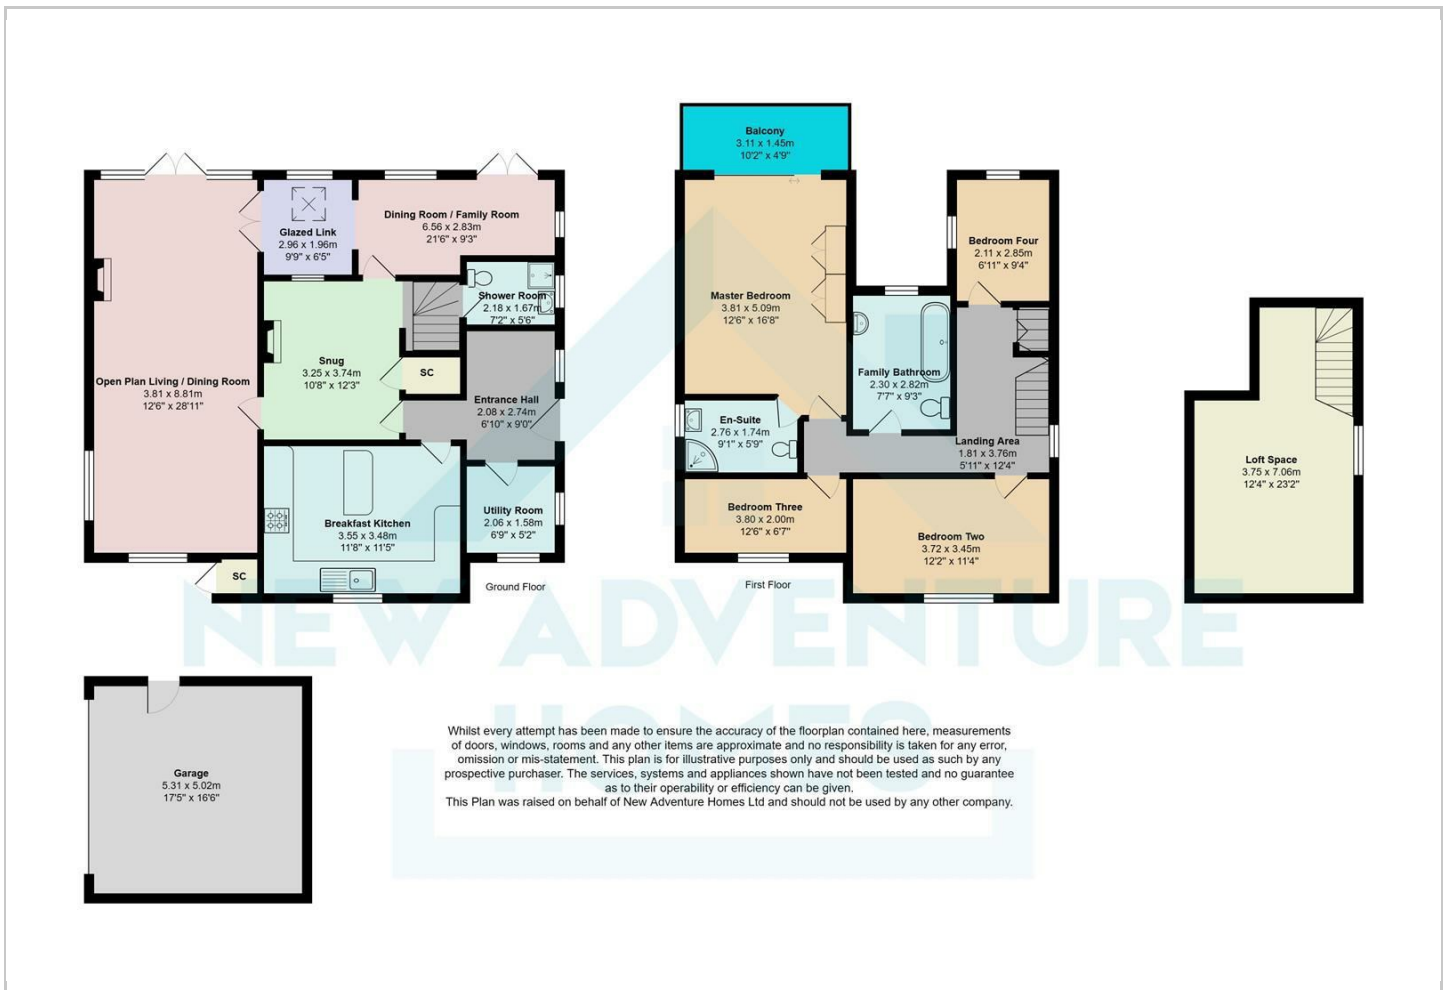 Open Plan Living / Dining Room
3.81 x 8.81m
12'6" x 28'11"
Glazed Link
2.96 x 1.96m
9'9" x 6'5"
Dining Room / Family Room
6.56 x 2.83m
21'6" x 9'3"
Shower Room
2.18 x 1.67m
7'2" x 5'6"
Snug
3.25 x 3.74m
10'8" x 12'3"
SC
Entrance Hall
2.08 x 2.74m
6'10" x 9'0"
Breakfast Kitchen
3.55 x 3.48m
11'8" x 11'5"
Utility Room
2.06 x 1.58m
6'9" x 5'2"
SC
Ground Floor
Balcony
3.11 x 1.45m
10'2" x 4'9"
Master Bedroom
3.81 x 5.09m
12'6" x 16'8"
Bedroom Four
2.11 x 2.85m
6'11" x 9'4"
Family Bathroom
2.30 x 2.82m
7'7" x 9'3"
En-Suite
2.76 x 1.74m
9'1" x 5'9"
Landing Area
1.81 x 3.76m
5'11" x 12'4"
Bedroom Three
3.80 x 2.00m
12'6" x 6'7"
Bedroom Two
3.72 x 3.45m
12'2" x 11'4"
First Floor
Loft Space
3.75 x 7.06m
12'4" x 23'2"
NEW ADVENTURE
HOMES
Garage
5.31 x 5.02m
17'5" x 16'6"
Whilst every attempt has been made to ensure the accuracy of the floorplan contained here, measurements
of doors, windows, rooms and any other items are approximate and no responsibility is taken for any error,
omission or mis-statement. This plan is for illustrative purposes only and should be used as such by any
prospective purchaser. The services, systems and appliances shown have not been tested and no guarantee
as to their operability or efficiency can be given.
This Plan was raised on behalf of New Adventure Homes Ltd and should not be used by any other company.